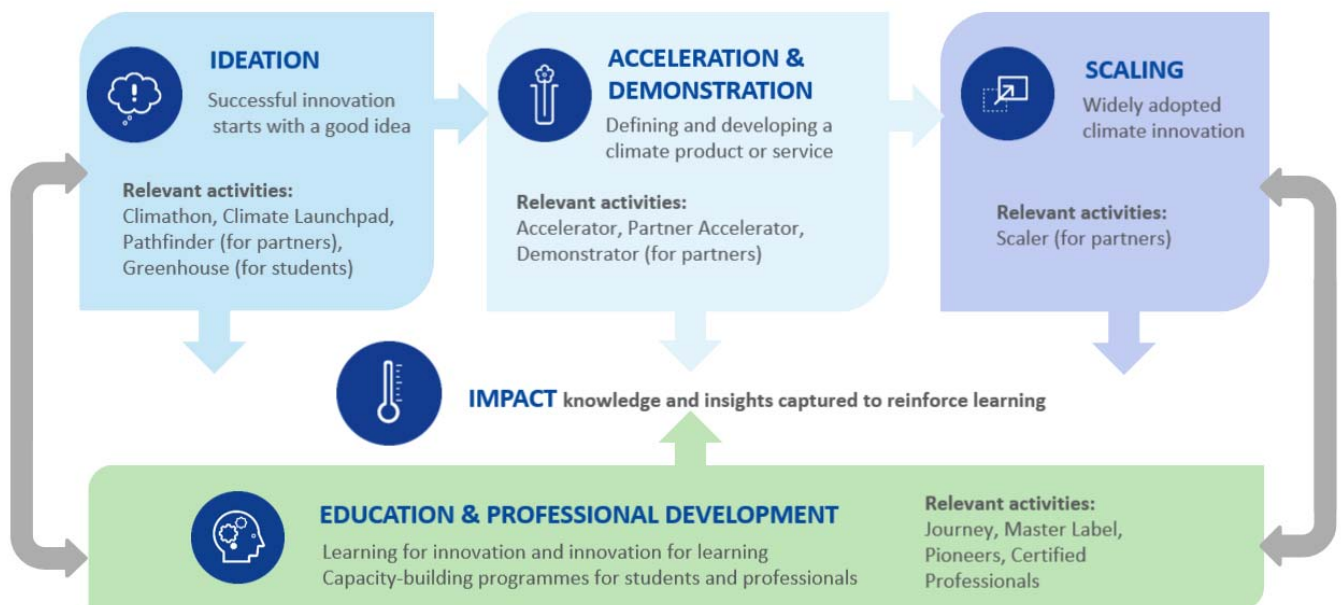 IDEATION
Successful innovation
starts with a good idea
Relevant activities:
Climathon, Climate Launchpad,
Pathfinder (for partners),
Greenhouse (for students)
ACCELERATION &
DEMONSTRATION
Defining and developing a
climate product or service
Relevant activities:
Accelerator, Partner Accelerator,
Demonstrator (for partners)
SCALING
Widely adopted
climate innovation
Relevant activities:
Scaler (for partners)
IMPACT knowledge and insights captured to reinforce learning
EDUCATION & PROFESSIONAL DEVELOPMENT
Learning for innovation and innovation for learning
Capacity-building programmes for students and professionals
Relevant activities:
Journey, Master Label,
Pioneers, Certified
Professionals